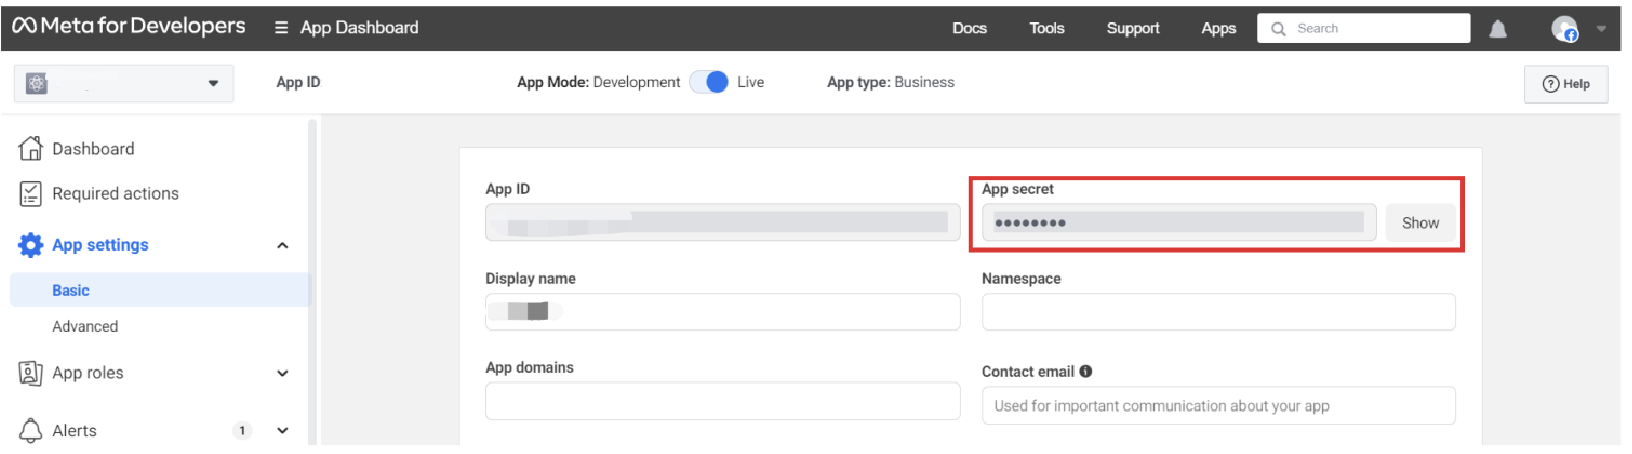 Meta for Developers App Dashboard Docs Tools Support Apps Search
App ID App Mode: Development Live App type: Business Help
Dashboard
Required actions
App settings
Basic
Advanced
App roles
Alerts 1
App ID App secret
•••••••• Show
Display name Namespace
App domains Contact email
Used for important communication about your app